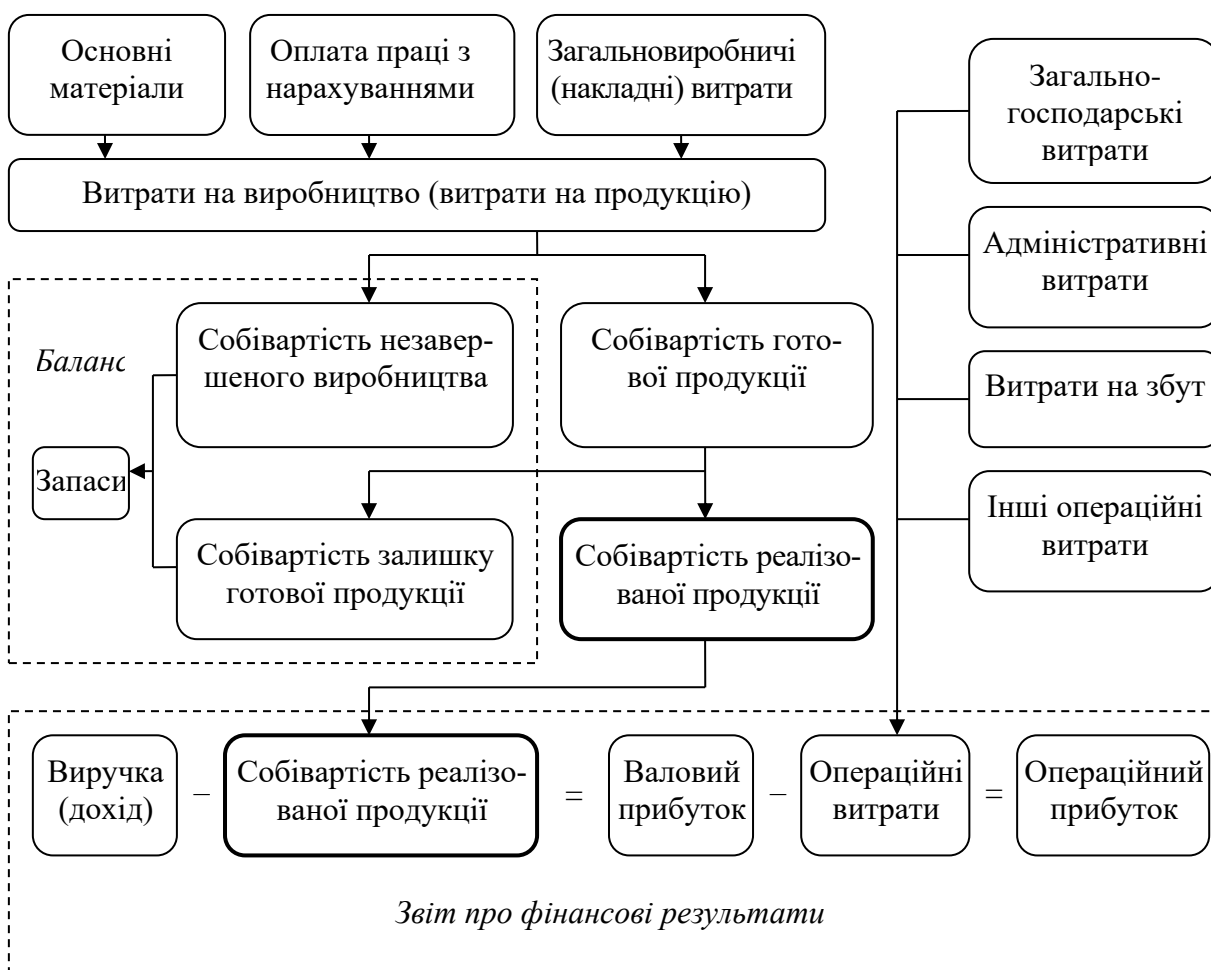 Основні
матеріали
Оплата праці з
нарахуваннями
Загальновиробничі
(накладні) витрати
Загально-
господарські
витрати
Витрати на виробництво (витрати на продукцію)
Адміністративні
витрати
Баланс
Собівартість незавер-
шеного виробництва
Собівартість гото-
вої продукції
Витрати на збут
Запаси
Собівартість залишку
готової продукції
Собівартість реалізо-
ваної продукції
Інші операційні
витрати
Виручка
(дохід)
–
Собівартість реалізо-
ваної продукції
=
Валовий
прибуток
–
Операційні
витрати
=
Операційний
прибуток
Звіт про фінансові результати